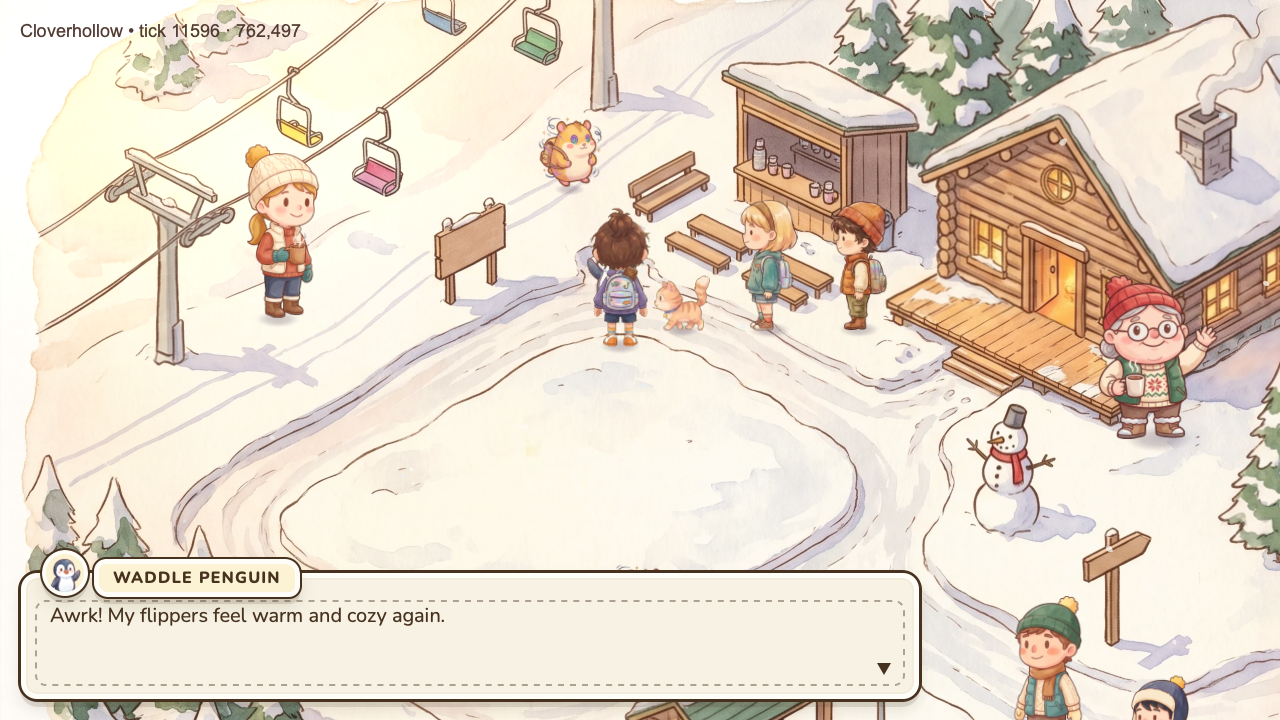 Cloverhollow • tick 11596 · 762,497
WADDLE PENGUIN
Awrk! My flippers feel warm and cozy again.